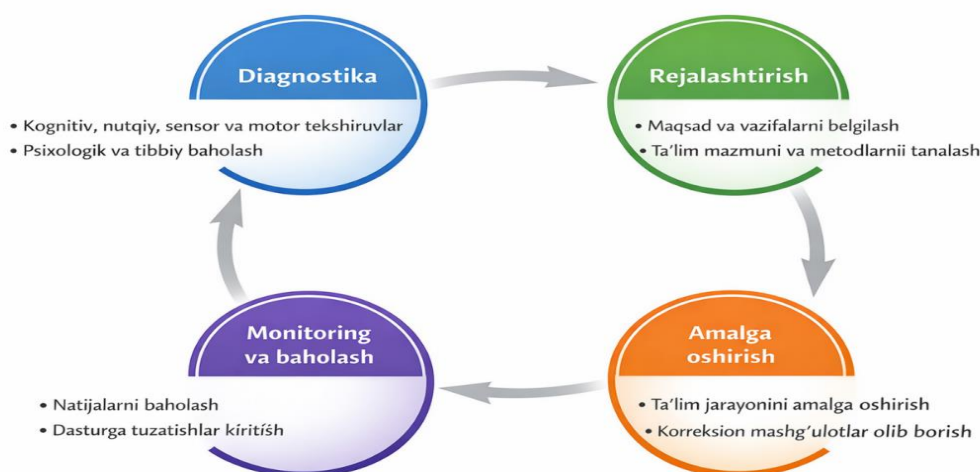 Diagnostika
• Kognitiv, nutqiy, sensor va motor tekshiruvlar
• Psixologik va tibbiy baholash
Rejalashtirish
• Maqsad va vazifalarni belgilash
• Ta'lim mazmuni va metodlarnii tanalash
Amalga
oshirish
• Ta'lim jarayonini amalga oshirish
• Korreksion mashg'ulotlar olib borish
Monitoring
va baholash
• Natijalarni baholash
• Dasturga tuzatishlar kíritíśh